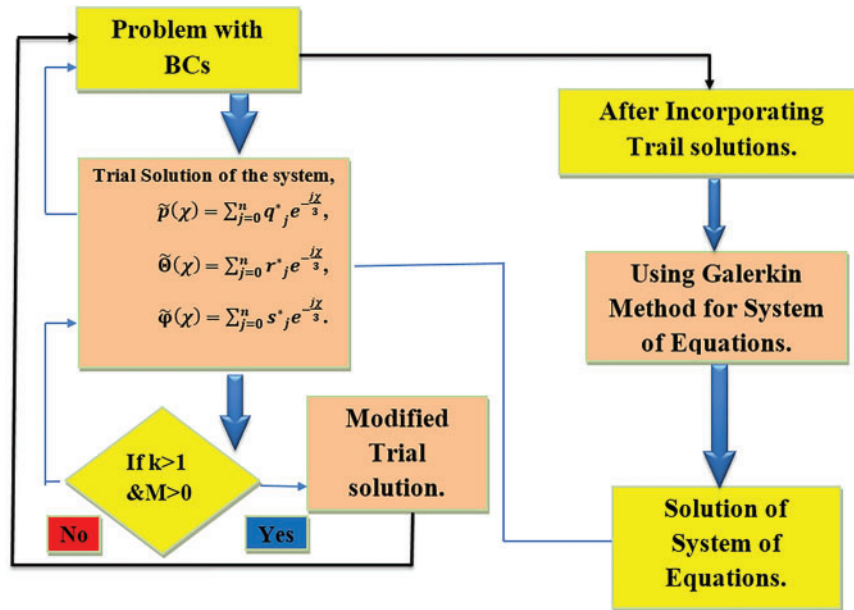 Problem with
BCs
Trial Solution of the system,
p̃(χ) = ∑ⁿⱼ₌₀ q*ⱼ e^{-jχ/3},
Θ̃(χ) = ∑ⁿⱼ₌₀ r*ⱼ e^{-jχ/3},
φ̃(χ) = ∑ⁿⱼ₌₀ s*ⱼ e^{-jχ/3}.
If k>1
&M>0
No
Yes
Modified
Trial
solution.
After Incorporating
Trail solutions.
Using Galerkin
Method for System
of Equations.
Solution of
System of
Equations.